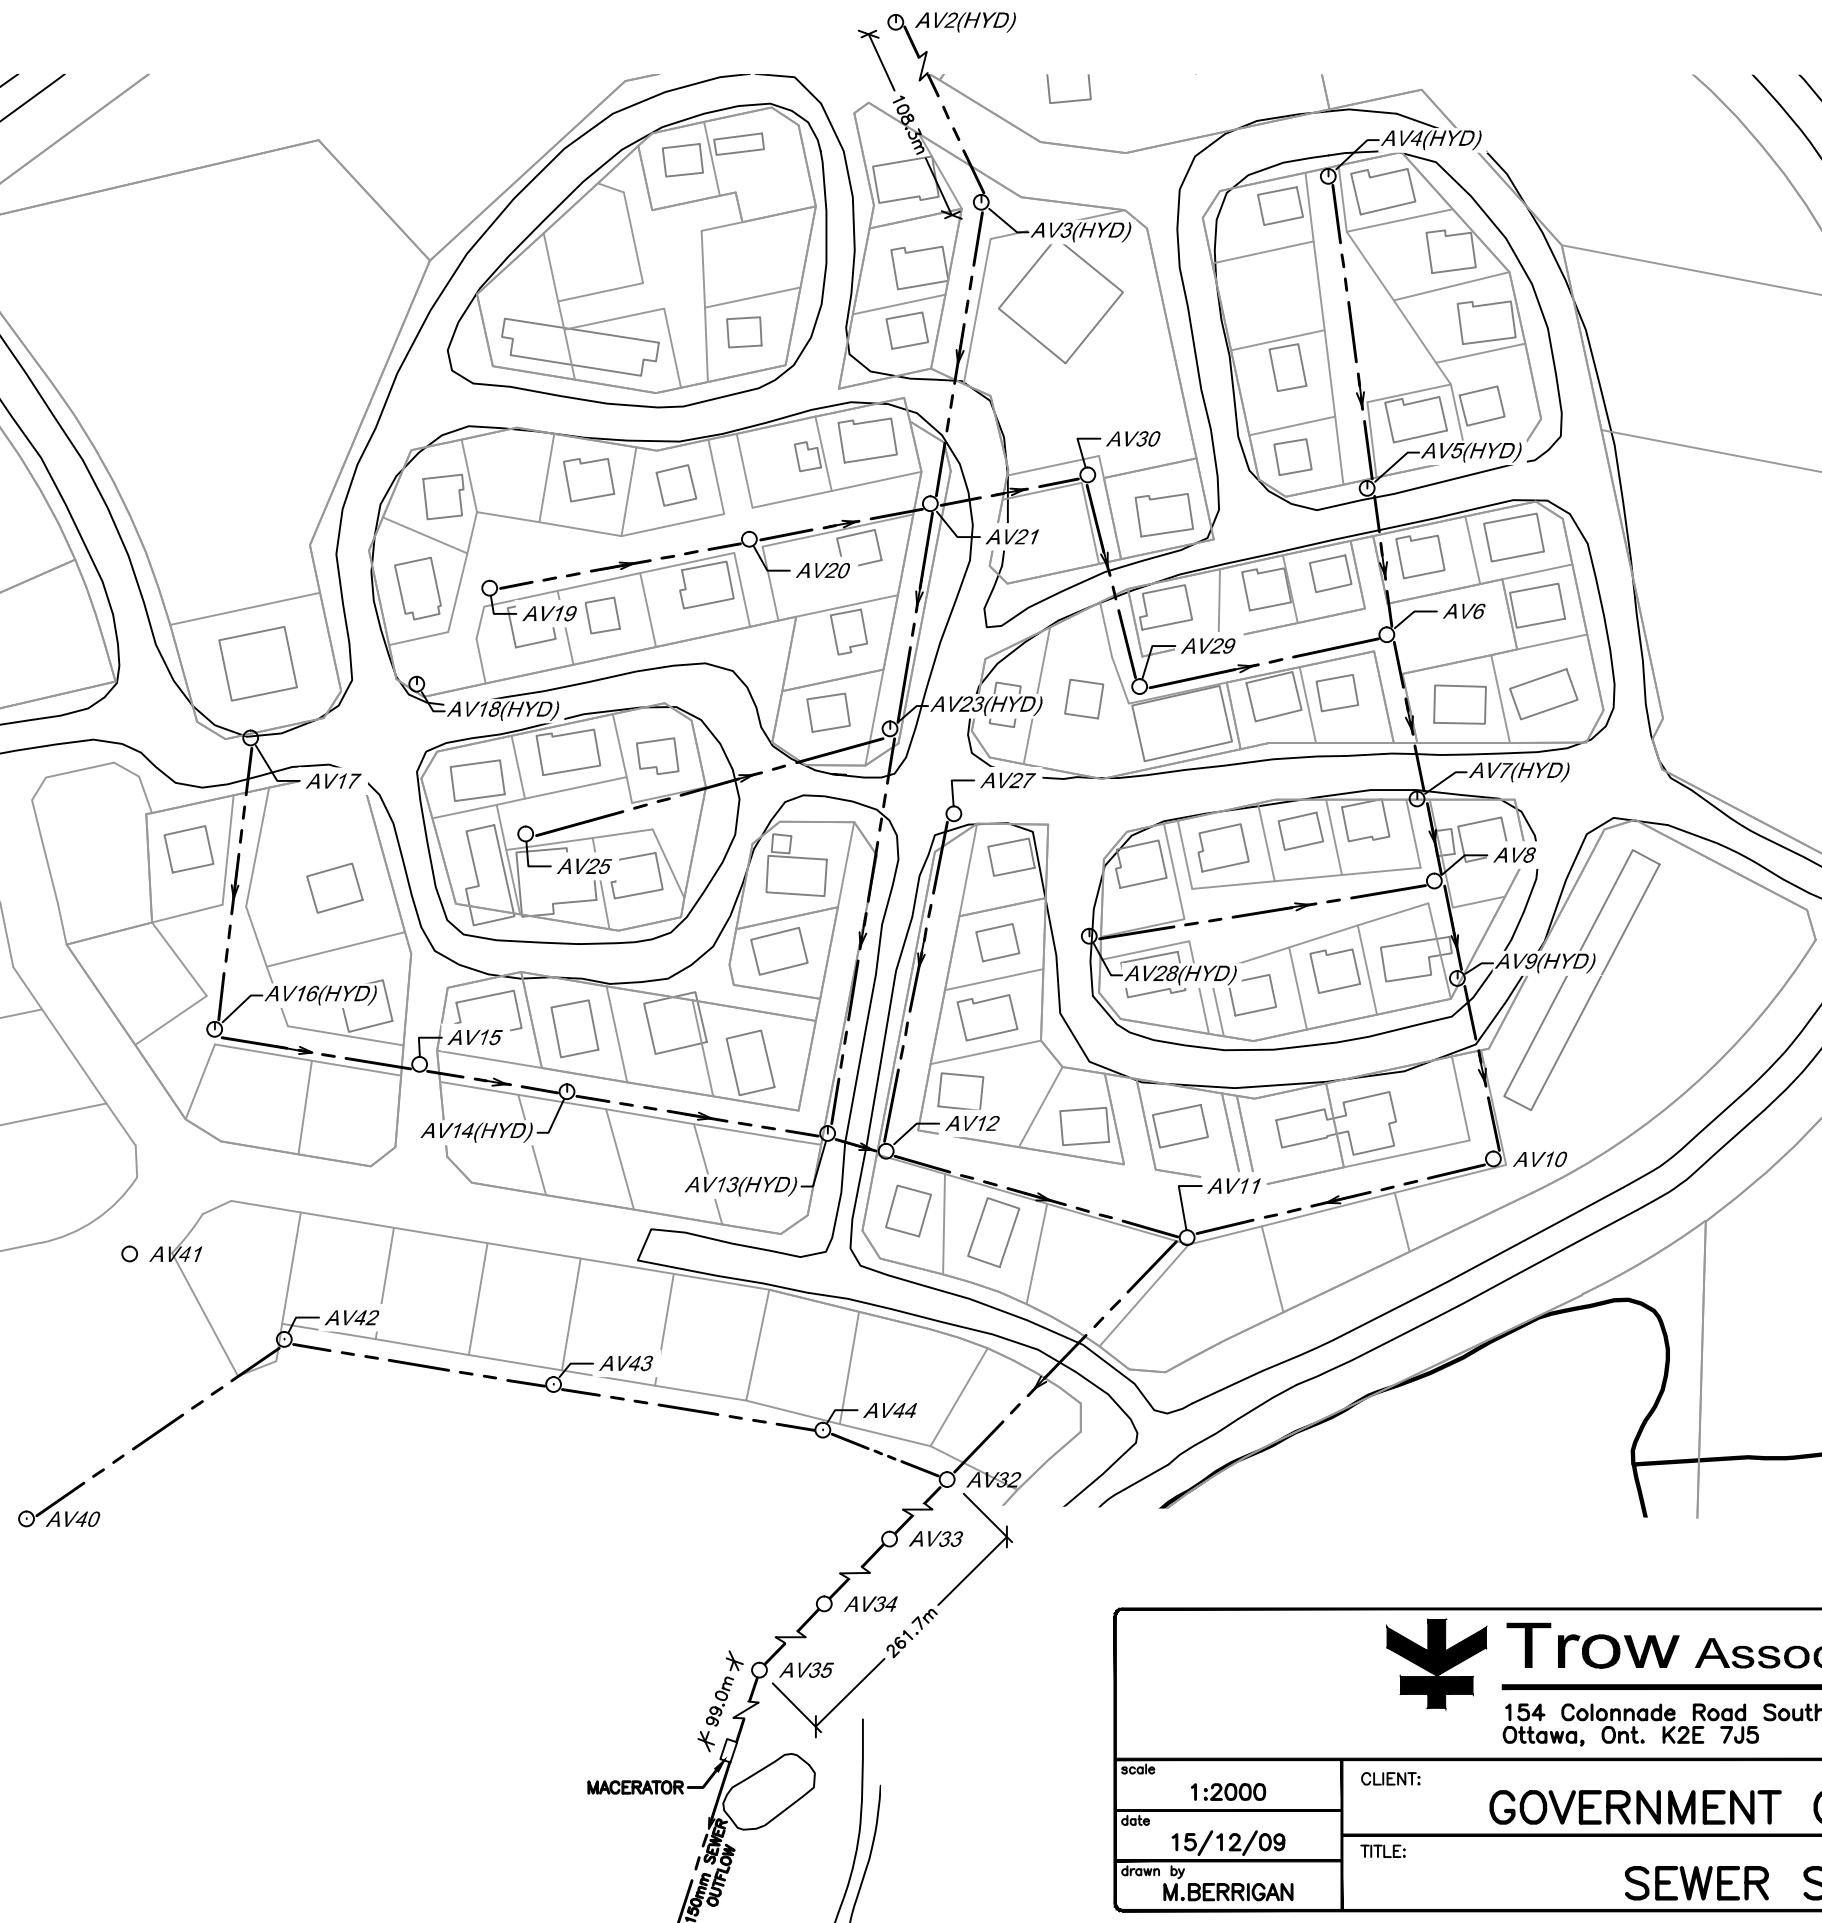 AV2(HYD)
108.3m
AV4(HYD)
AV3(HYD)
AV30
AV5(HYD)
AV21
AV20
AV19
AV6
AV29
AV18(HYD)
AV23(HYD)
AV17
AV27
AV7(HYD)
AV25
AV8
AV28(HYD)
AV9(HYD)
AV16(HYD)
AV15
AV14(HYD)
AV12
AV13(HYD)
AV11
AV10
AV41
AV42
AV43
AV44
AV32
AV40
AV33
AV34
261.7m
AV35
99.0m
MACERATOR
150mm SEWER
OUTFLOW
Trow Assoc
154 Colonnade Road South
Ottawa, Ont. K2E 7J5
scale
1:2000
date
15/12/09
drawn by
M.BERRIGAN
CLIENT:
GOVERNMENT
TITLE:
SEWER S